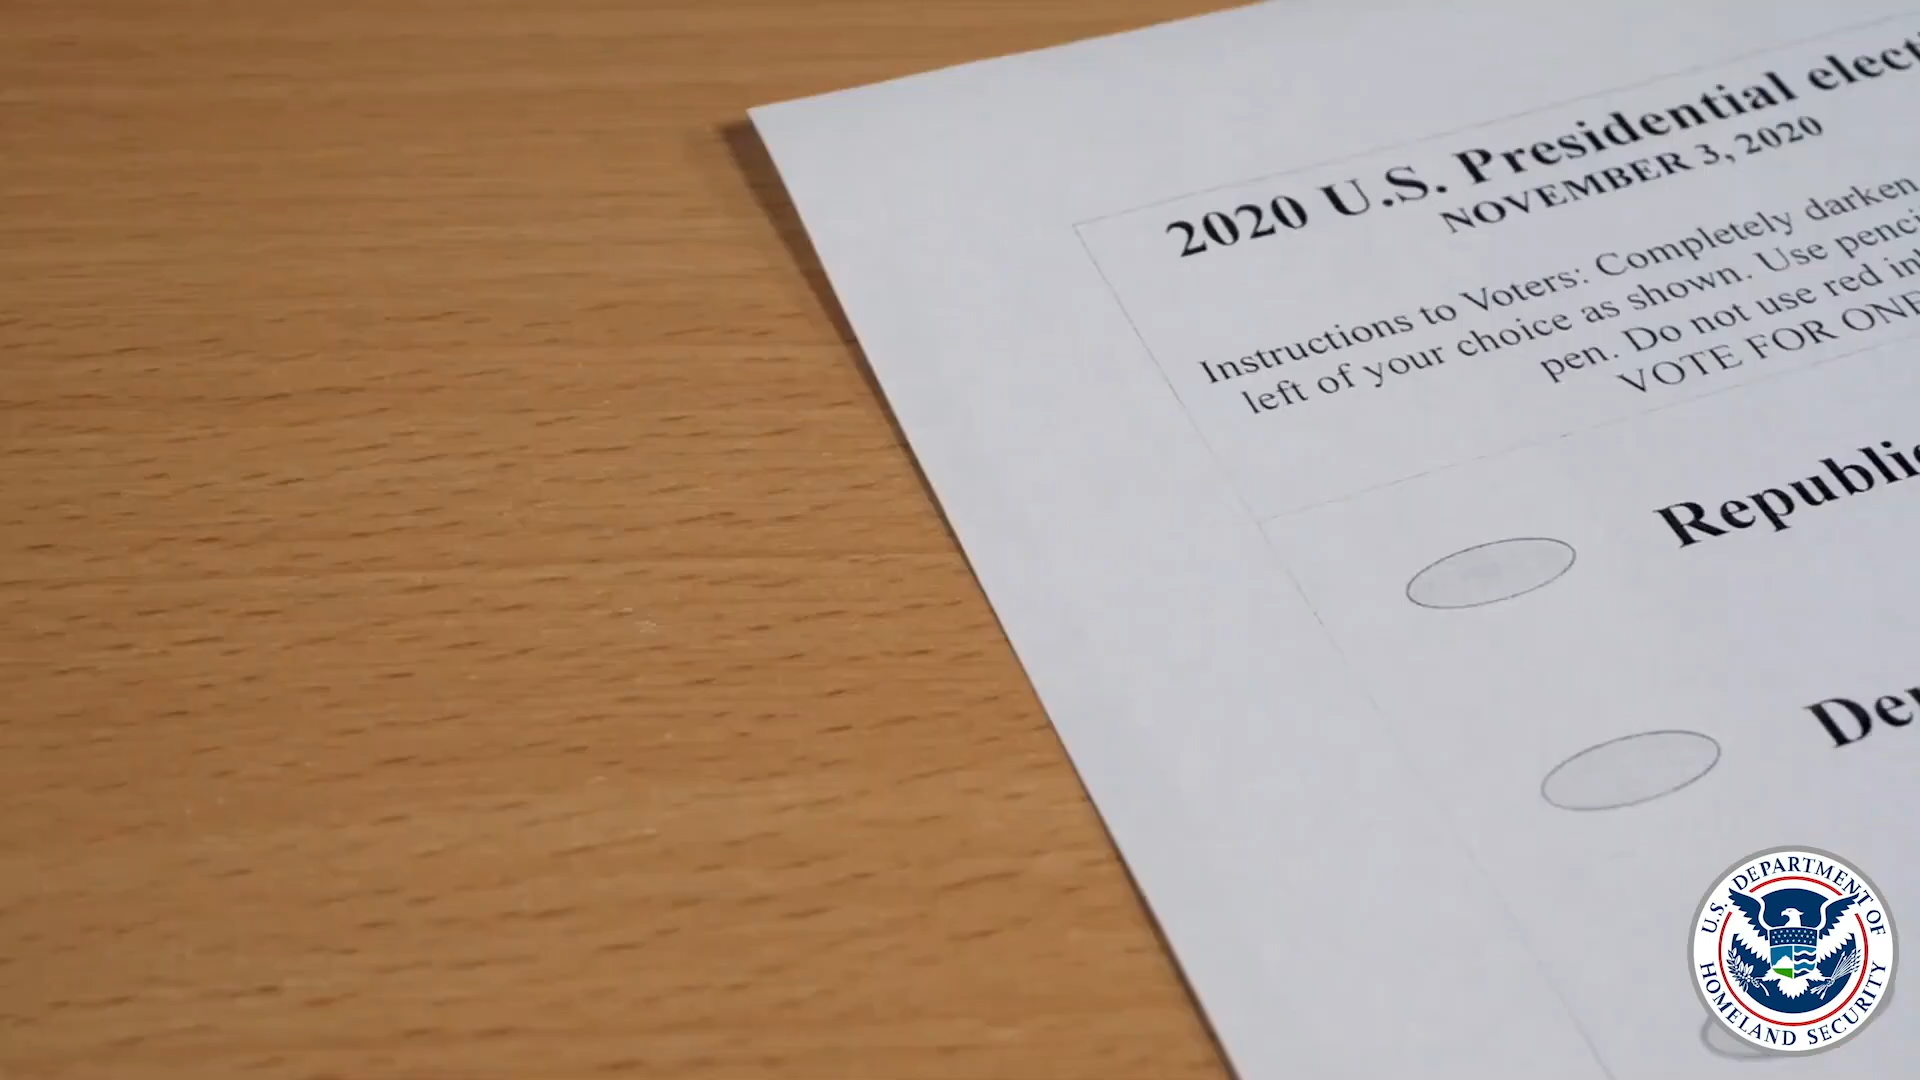 2020 U.S. Presidential elect
NOVEMBER 3, 2020
Instructions to Voters: Completely darken
left of your choice as shown. Use penci
pen. Do not use red in
VOTE FOR ONE
Republic
De
U.S. DEPARTMENT OF
HOMELAND SECURITY